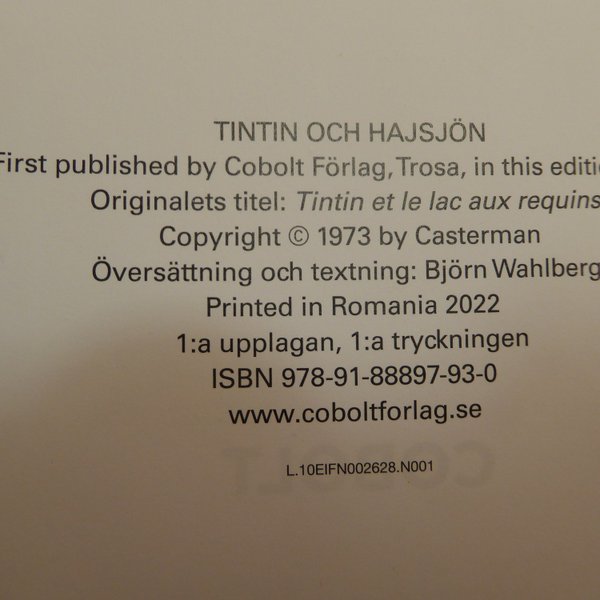 TINTIN OCH HAJSJÖN
First published by Cobolt Förlag, Trosa, in this editi
Originalets titel: Tintin et le lac aux requins
Copyright © 1973 by Casterman
Översättning och textning: Björn Wahlberg
Printed in Romania 2022
1:a upplagan, 1:a tryckningen
ISBN 978-91-88897-93-0
www.coboltforlag.se
L.10EIFN002628.N001